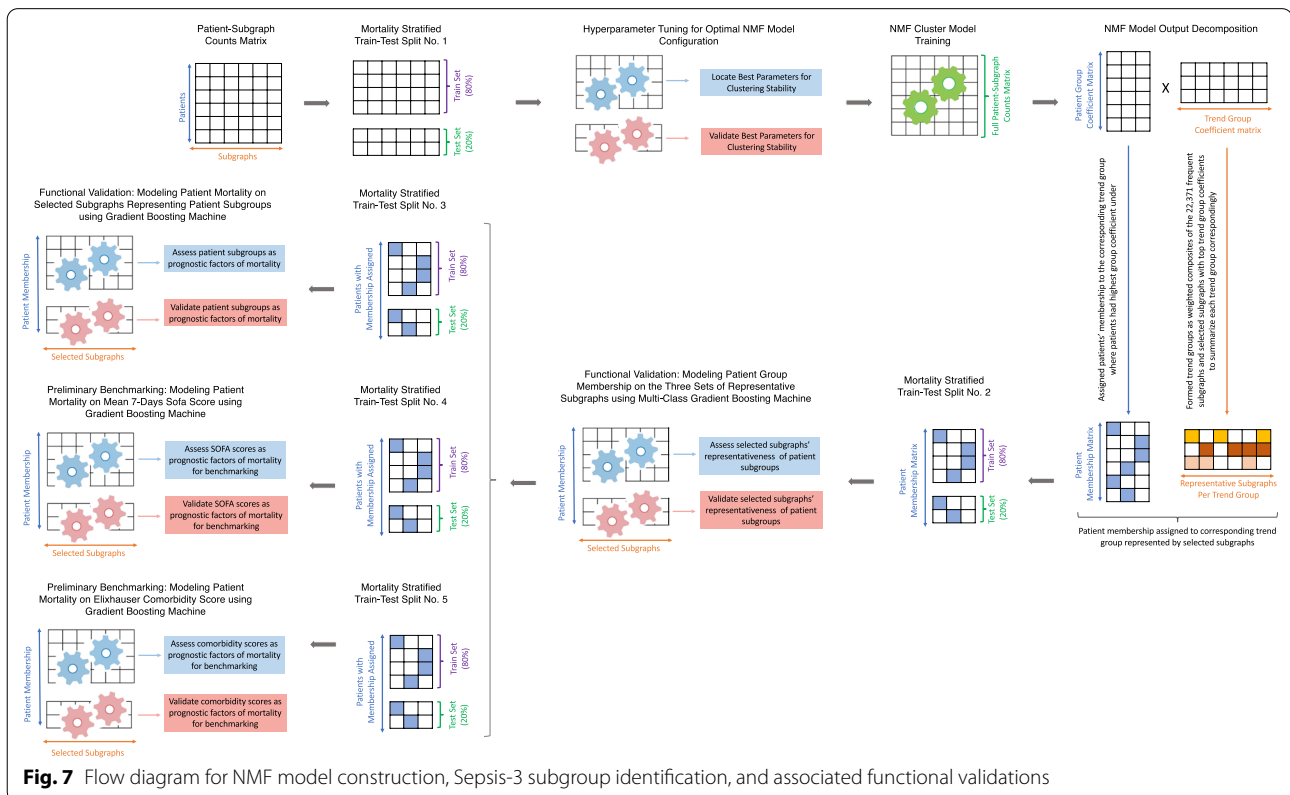 Patient-Subgraph
Counts Matrix
Patients
Subgraphs
Mortality Stratified
Train-Test Split No. 1
Train Set
(80%)
Test Set
(20%)
Hyperparameter Tuning for Optimal NMF Model
Configuration
Locate Best Parameters for
Clustering Stability
Validate Best Parameters for
Clustering Stability
NMF Cluster Model
Training
Full Patient-Subgraph
Counts Matrix
NMF Model Output Decomposition
Patient Group
Coefficient Matrix
X
Trend Group
Coefficient matrix
Assigned patients' membership to the corresponding trend group
where patients had highest group coefficient under
Formed trend groups as weighted composites of the 22,371 frequent
subgraphs and selected subgraphs with top trend group coefficients
to summarize each trend group correspondingly
Patient
Membership Matrix
Representative Subgraphs
Per Trend Group
Patient membership assigned to corresponding trend
group represented by selected subgraphs
Mortality Stratified
Train-Test Split No. 2
Patient
Membership Matrix
Train Set
(80%)
Test Set
(20%)
Functional Validation: Modeling Patient Group
Membership on the Three Sets of Representative
Subgraphs using Multi-Class Gradient Boosting Machine
Patient Membership
Selected Subgraphs
Assess selected subgraphs'
representativeness of patient
subgroups
Validate selected subgraphs'
representativeness of patient
subgroups
Functional Validation: Modeling Patient Mortality on
Selected Subgraphs Representing Patient Subgroups
using Gradient Boosting Machine
Patient Membership
Selected Subgraphs
Assess patient subgroups as
prognostic factors of mortality
Validate patient subgroups as
prognostic factors of mortality
Mortality Stratified
Train-Test Split No. 3
Patients with
Membership Assigned
Train Set
(80%)
Test Set
(20%)
Preliminary Benchmarking: Modeling Patient
Mortality on Mean 7-Days Sofa Score using
Gradient Boosting Machine
Patient Membership
Selected Subgraphs
Assess SOFA scores as
prognostic factors of mortality
for benchmarking
Validate SOFA scores as
prognostic factors of mortality
for benchmarking
Mortality Stratified
Train-Test Split No. 4
Patients with
Membership Assigned
Train Set
(80%)
Test Set
(20%)
Preliminary Benchmarking: Modeling Patient
Mortality on Elixhauser Comorbidity Score using
Gradient Boosting Machine
Patient Membership
Selected Subgraphs
Assess comorbidity scores as
prognostic factors of mortality
for benchmarking
Validate comorbidity scores as
prognostic factors of mortality
for benchmarking
Mortality Stratified
Train-Test Split No. 5
Patients with
Membership Assigned
Train Set
(80%)
Test Set
(20%)
Fig. 7 Flow diagram for NMF model construction, Sepsis-3 subgroup identification, and associated functional validations